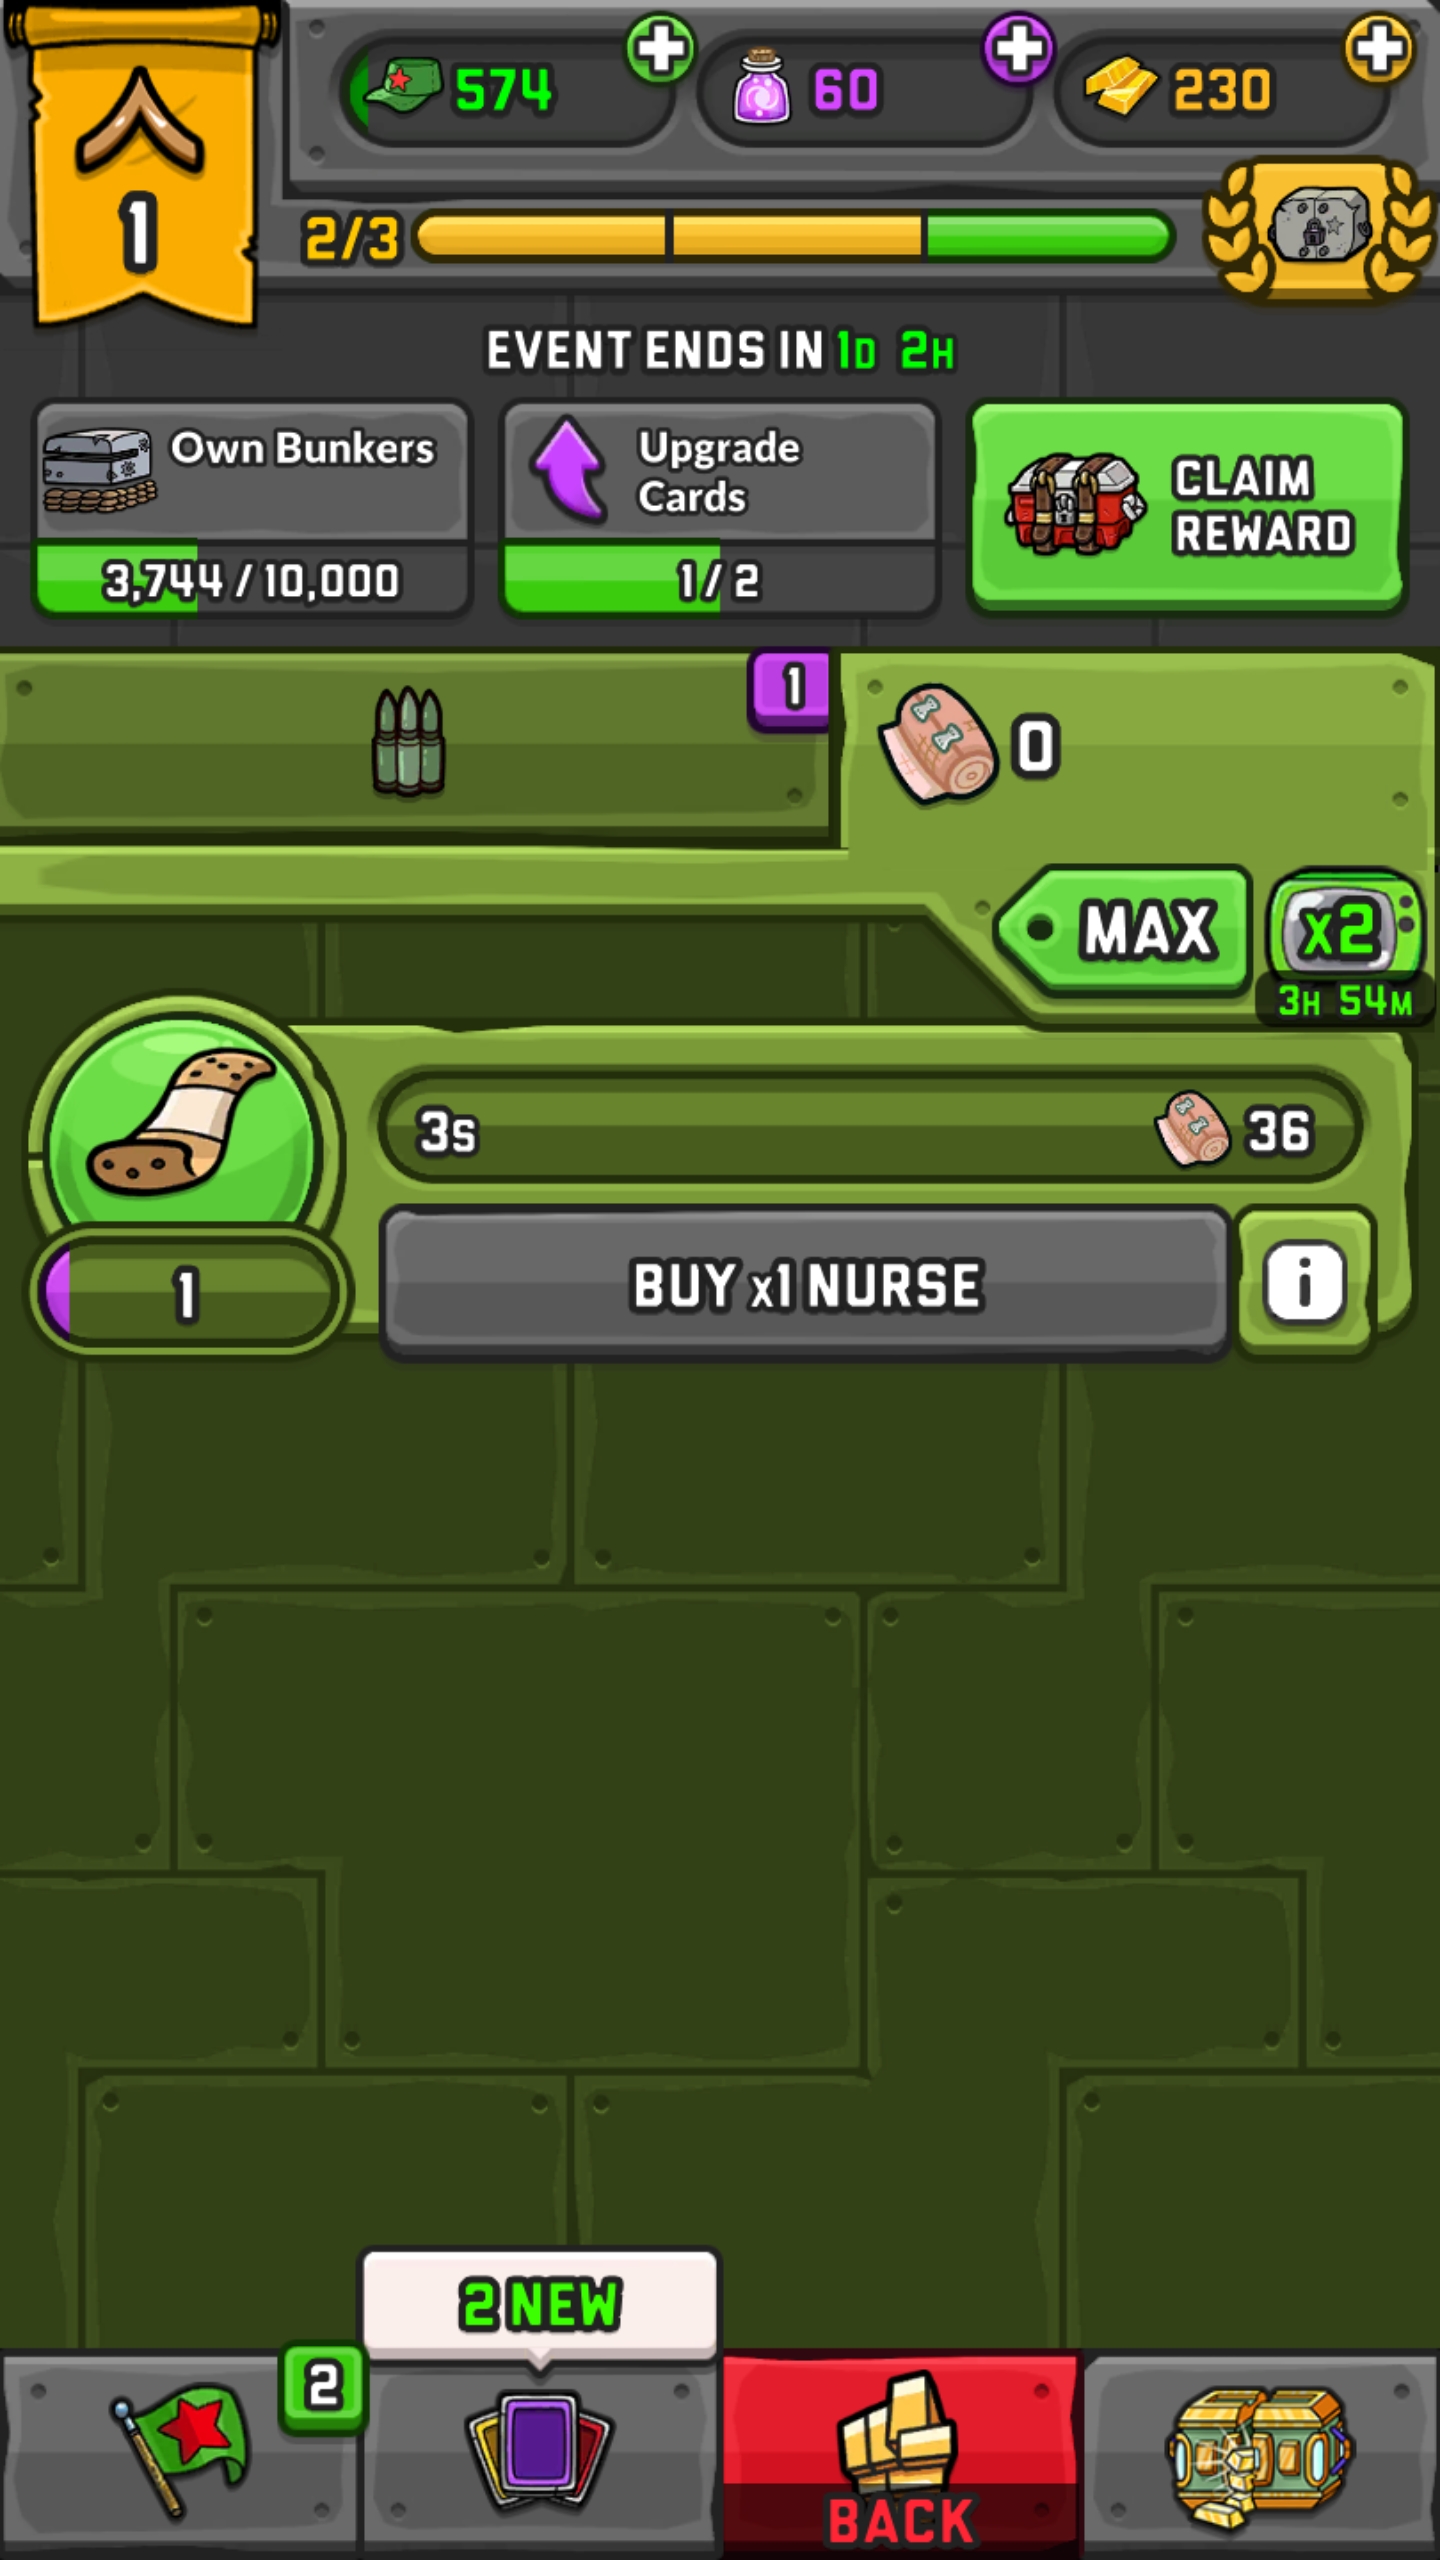 574
60
230
1
2/3
EVENT ENDS IN 1D 2H
Own Bunkers
3,744 / 10,000
Upgrade
Cards
1 / 2
CLAIM
REWARD
1
0
MAX
x2
3H 54M
3s
36
1
BUY x1 NURSE
i
2 NEW
2
BACK